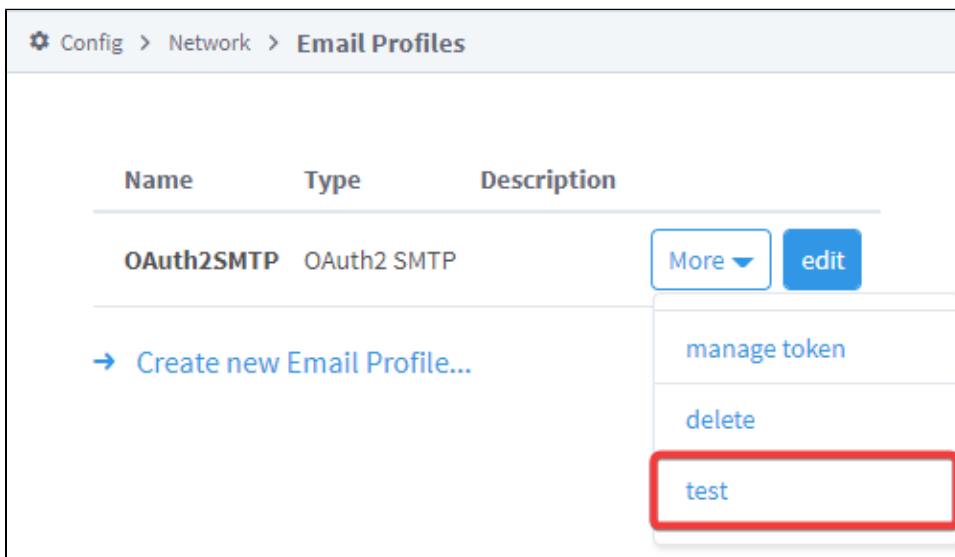 Config > Network > Email Profiles
Name Type Description
OAuth2SMTP OAuth2 SMTP More edit
manage token
→ Create new Email Profile...
delete
test